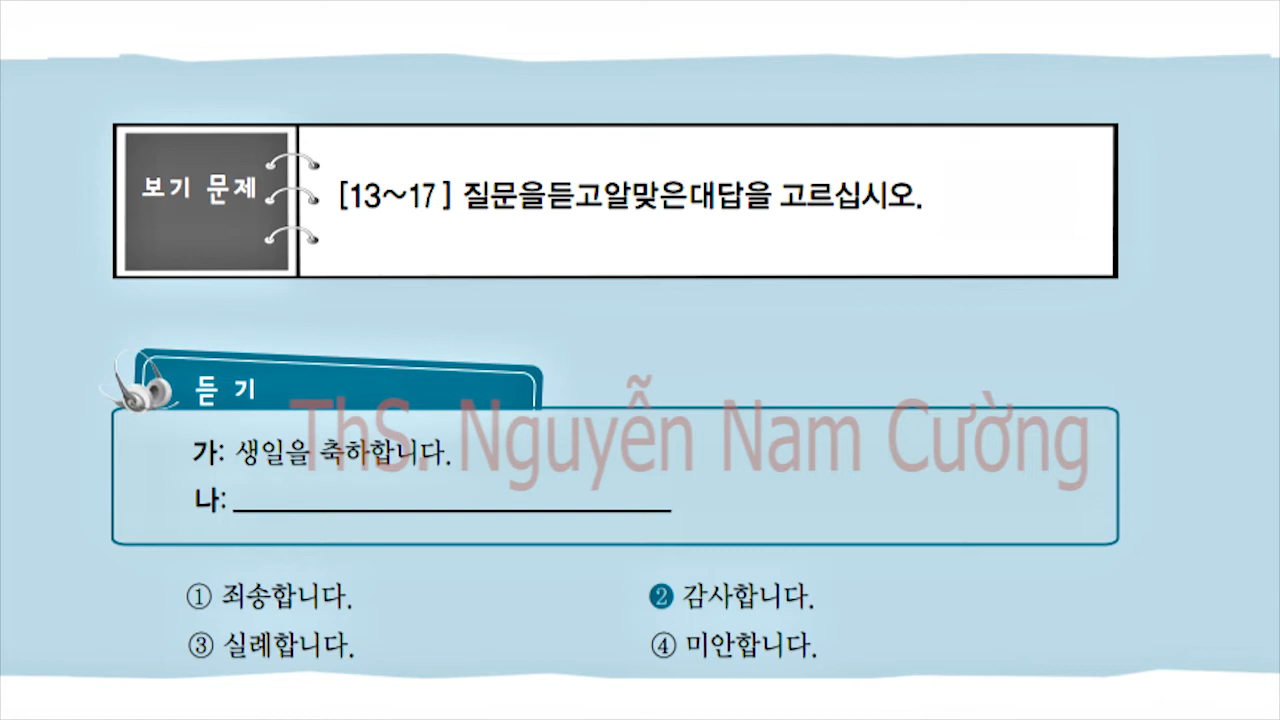 보기 문제
[13~17] 질문을듣고알맞은대답을 고르십시오.
듣 기
ThS. Nguyễn Nam Cường
가: 생일을 축하합니다.
나:
① 죄송합니다.
❷ 감사합니다.
③ 실례합니다.
④ 미안합니다.